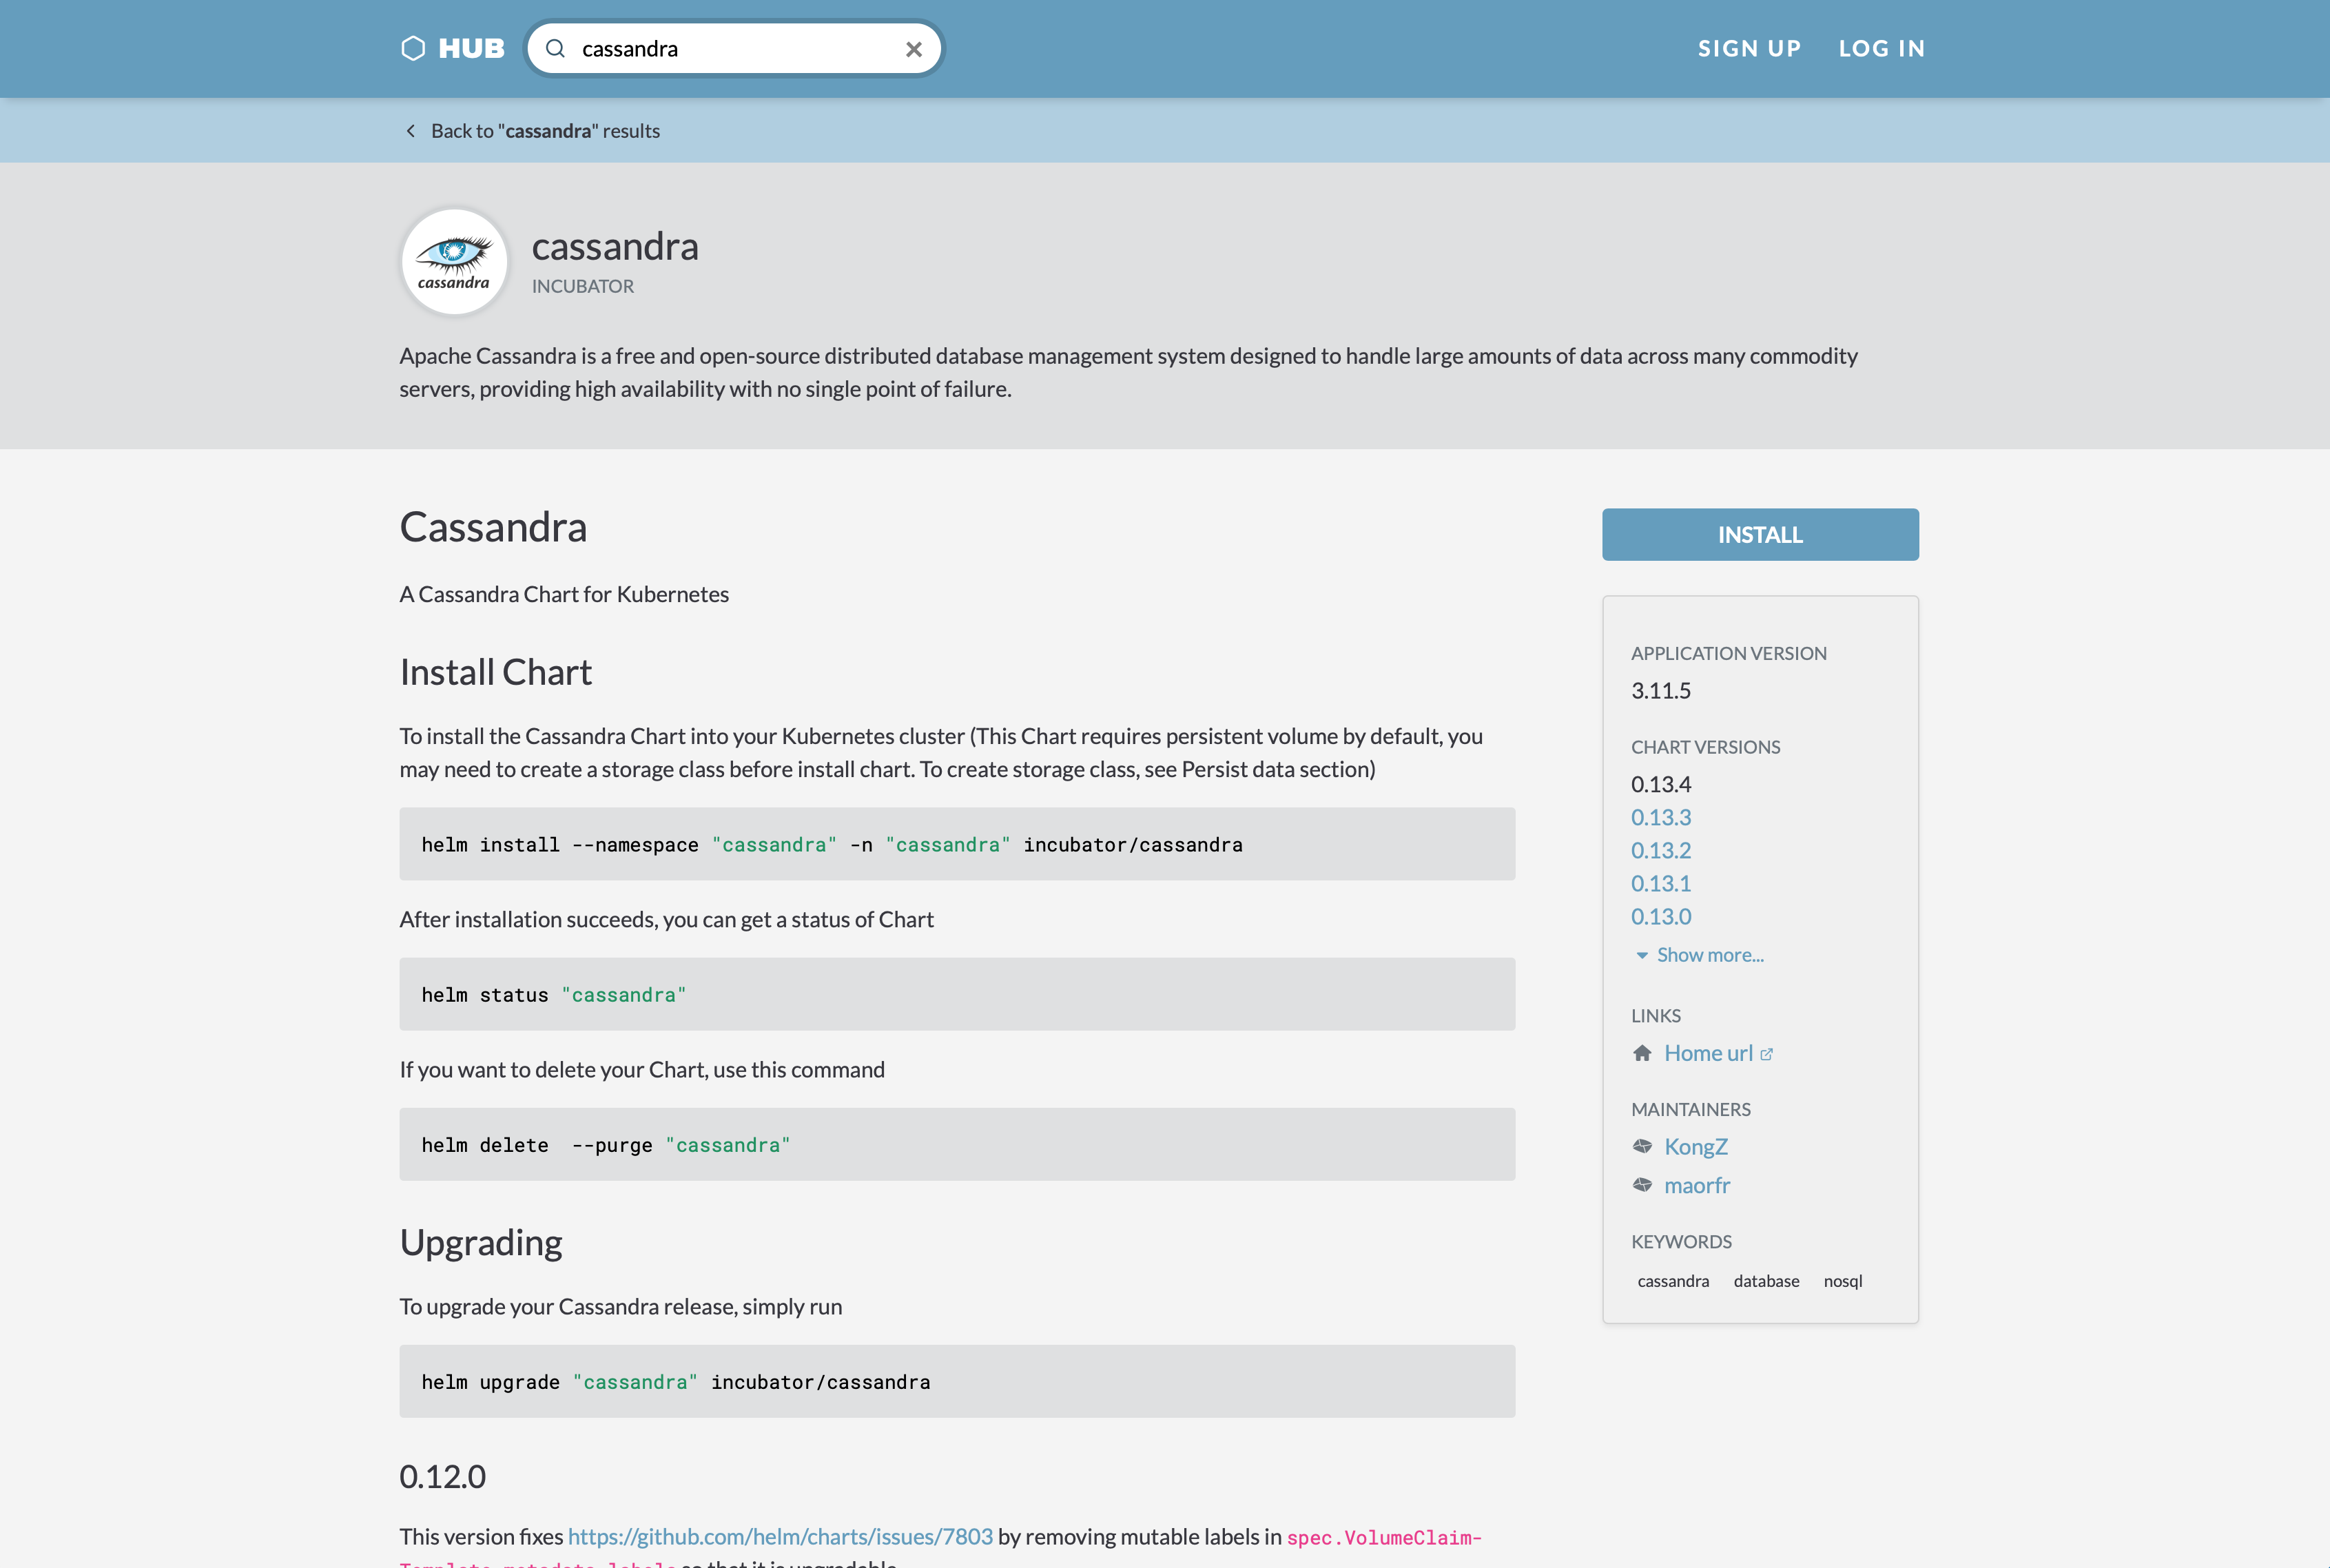 HUB
cassandra
SIGN UP LOG IN
Back to "cassandra" results
cassandra
cassandra
INCUBATOR
Apache Cassandra is a free and open-source distributed database management system designed to handle large amounts of data across many commodity
servers, providing high availability with no single point of failure.
Cassandra
A Cassandra Chart for Kubernetes
Install Chart
To install the Cassandra Chart into your Kubernetes cluster (This Chart requires persistent volume by default, you
may need to create a storage class before install chart. To create storage class, see Persist data section)
helm install --namespace "cassandra" -n "cassandra" incubator/cassandra
After installation succeeds, you can get a status of Chart
helm status "cassandra"
If you want to delete your Chart, use this command
helm delete  --purge "cassandra"
Upgrading
To upgrade your Cassandra release, simply run
helm upgrade "cassandra" incubator/cassandra
0.12.0
This version fixes https://github.com/helm/charts/issues/7803 by removing mutable labels in spec.VolumeClaim-
Template.metadata.labels so that it is upgradable.
INSTALL
APPLICATION VERSION
3.11.5
CHART VERSIONS
0.13.4
0.13.3
0.13.2
0.13.1
0.13.0
Show more...
LINKS
Home url
MAINTAINERS
KongZ
maorfr
KEYWORDS
cassandra database nosql